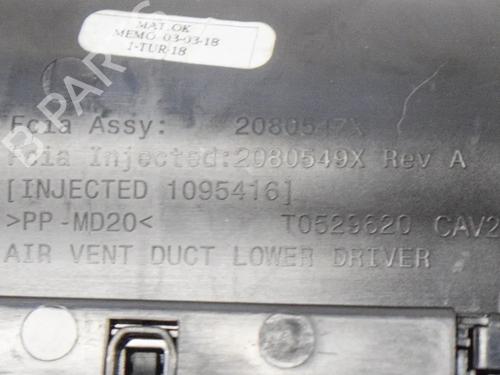 MAT.OK
MEMO 03-03-18
1-TUR-18
Fcia Assy: 2080547X
Fcia Injected:2080549X Rev A
[INJECTED 1095416]
>PP-MD20< T0529620 CAV2
AIR VENT DUCT LOWER DRIVER